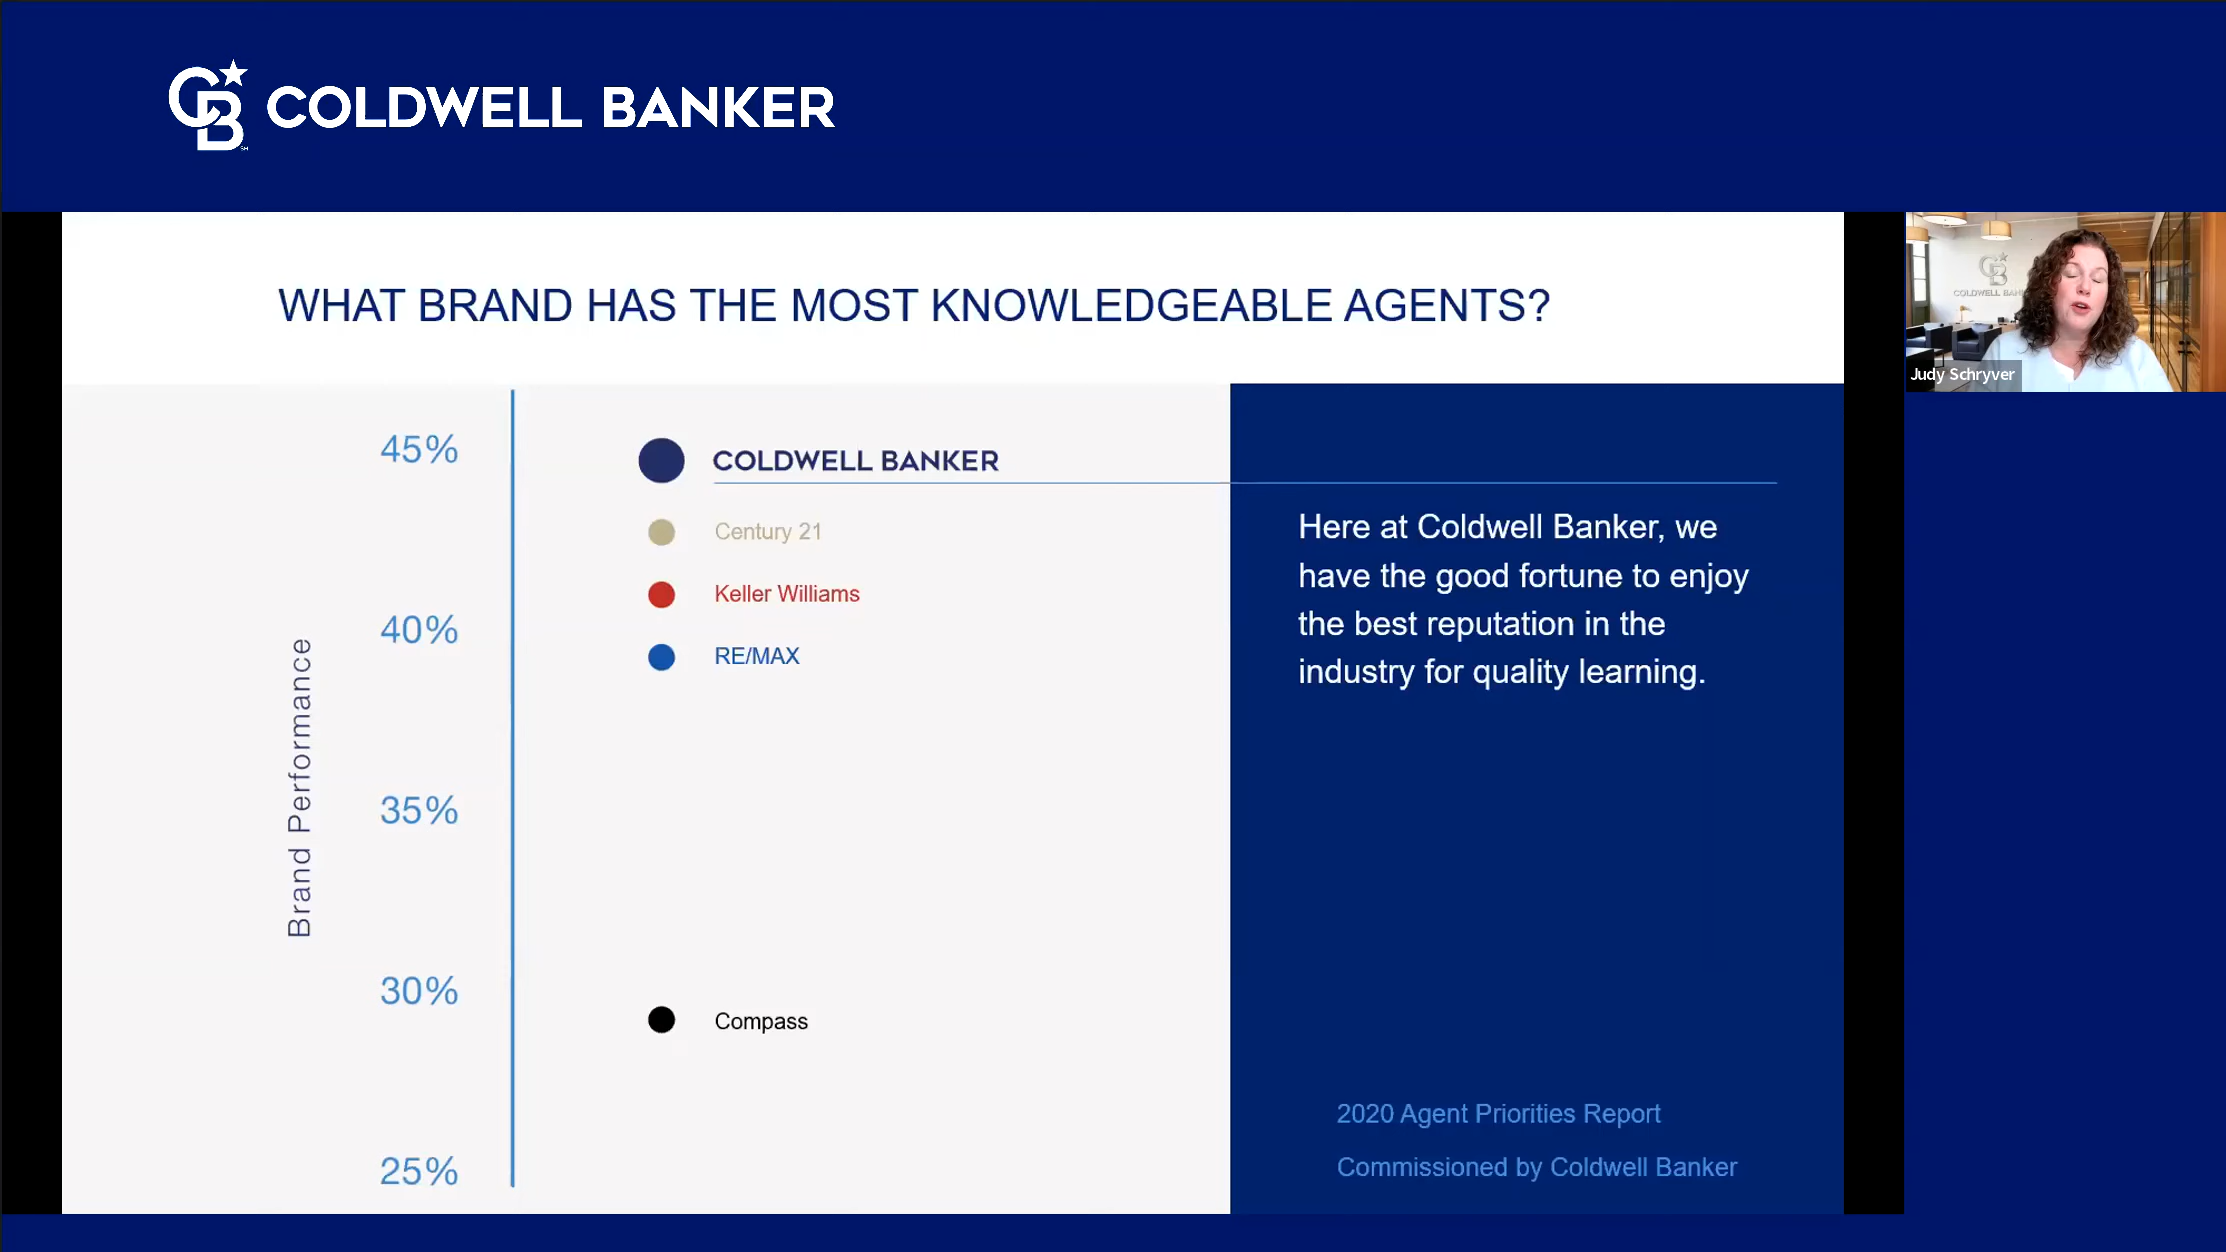 CB COLDWELL BANKER
WHAT BRAND HAS THE MOST KNOWLEDGEABLE AGENTS?
Judy Schryver
Brand Performance
45%
40%
35%
30%
25%
COLDWELL BANKER
Century 21
Keller Williams
RE/MAX
Compass
Here at Coldwell Banker, we
have the good fortune to enjoy
the best reputation in the
industry for quality learning.
2020 Agent Priorities Report
Commissioned by Coldwell Banker